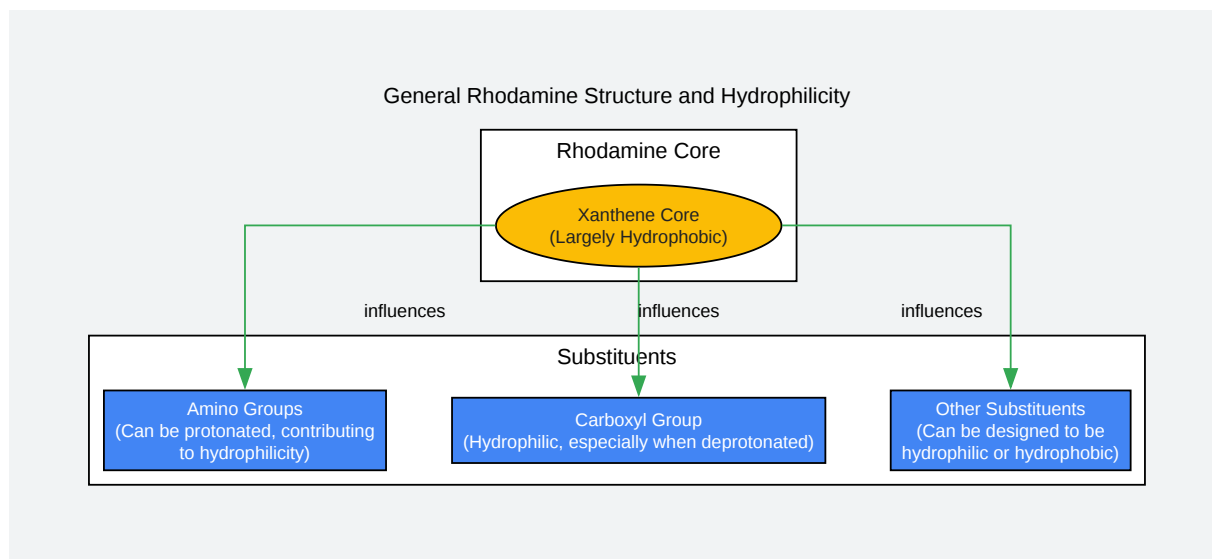 General Rhodamine Structure and Hydrophilicity
Rhodamine Core
Xanthene Core
(Largely Hydrophobic)
influences
influences
influences
Substituents
Amino Groups
(Can be protonated, contributing
to hydrophilicity)
Carboxyl Group
(Hydrophilic, especially when deprotonated)
Other Substituents
(Can be designed to be
hydrophilic or hydrophobic)